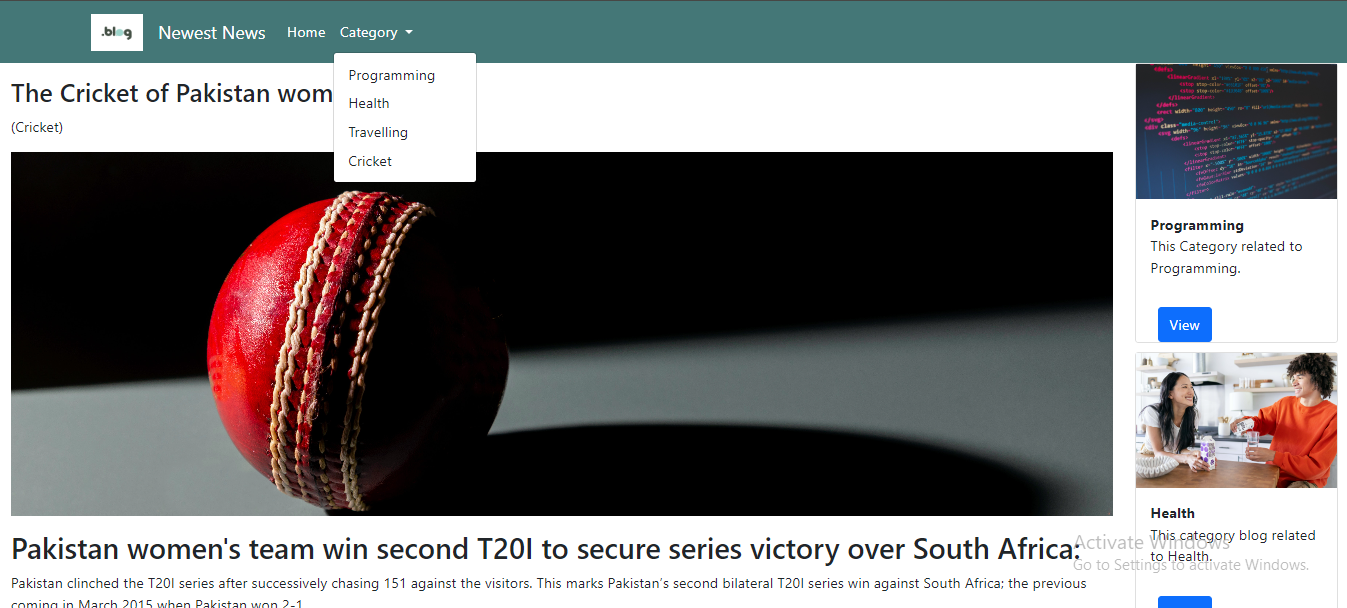 .blog
Newest News
Home
Category
Programming
Health
Travelling
Cricket
The Cricket of Pakistan wom
(Cricket)
Pakistan women's team win second T20I to secure series victory over South Africa:
Pakistan clinched the T20I series after successively chasing 151 against the visitors. This marks Pakistan’s second bilateral T20I series win against South Africa; the previous
coming in March 2015 when Pakistan won 2-1
Programming
This Category related to
Programming.
View
Health
This category blog related
to Health.
Activate Windows
Go to Settings to activate Windows.